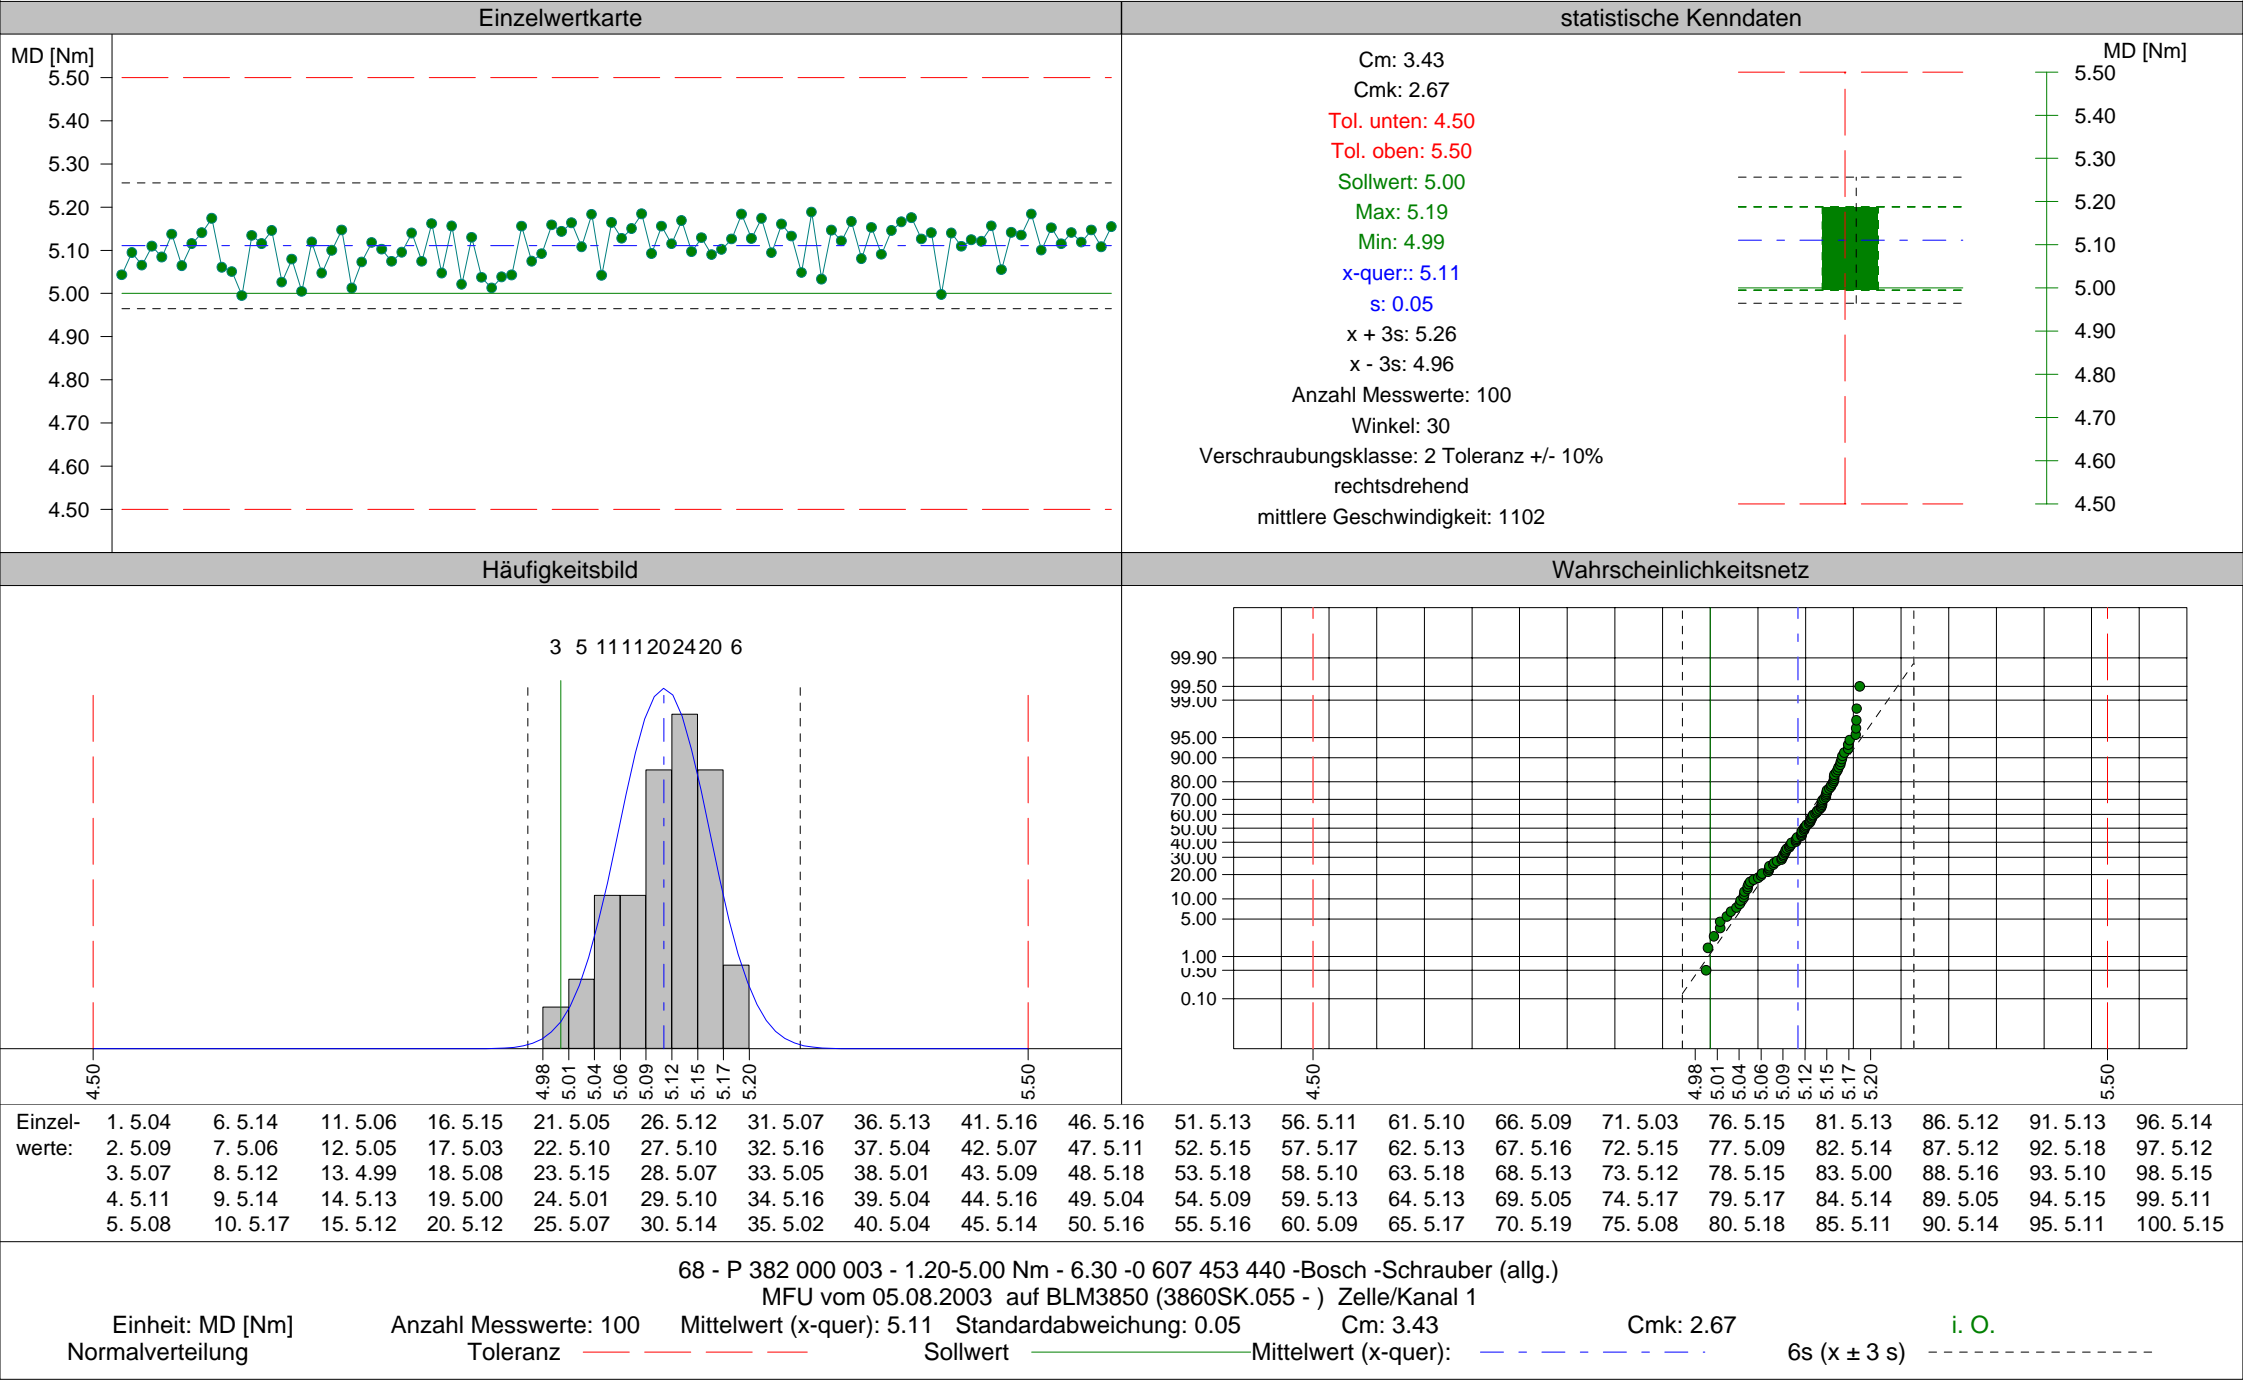 Einzelwertkarte
MD [Nm]
5.50
5.40
5.30
5.20
5.10
5.00
4.90
4.80
4.70
4.60
4.50
statistische Kenndaten
Cm: 3.43
Cmk: 2.67
Tol. unten: 4.50
Tol. oben: 5.50
Sollwert: 5.00
Max: 5.19
Min: 4.99
x-quer:: 5.11
s: 0.05
x + 3s: 5.26
x - 3s: 4.96
Anzahl Messwerte: 100
Winkel: 30
Verschraubungsklasse: 2 Toleranz +/- 10%
rechtsdrehend
mittlere Geschwindigkeit: 1102
MD [Nm]
5.50
5.40
5.30
5.20
5.10
5.00
4.90
4.80
4.70
4.60
4.50
Häufigkeitsbild
3 5 11 11 20 24 20 6
4.50 4.98 5.01 5.04 5.06 5.09 5.12 5.15 5.17 5.20 5.50
Wahrscheinlichkeitsnetz
99.90
99.50
99.00
95.00
90.00
80.00
70.00
60.00
50.00
40.00
30.00
20.00
10.00
5.00
1.00
0.50
0.10
4.50 4.98 5.01 5.04 5.06 5.09 5.12 5.15 5.17 5.20 5.50
Einzel- 1. 5.04 6. 5.14 11. 5.06 16. 5.15 21. 5.05 26. 5.12 31. 5.07 36. 5.13 41. 5.16 46. 5.16 51. 5.13 56. 5.11 61. 5.10 66. 5.09 71. 5.03 76. 5.15 81. 5.13 86. 5.12 91. 5.13 96. 5.14
werte: 2. 5.09 7. 5.06 12. 5.05 17. 5.03 22. 5.10 27. 5.10 32. 5.16 37. 5.04 42. 5.07 47. 5.11 52. 5.15 57. 5.17 62. 5.13 67. 5.16 72. 5.15 77. 5.09 82. 5.14 87. 5.12 92. 5.18 97. 5.12
3. 5.07 8. 5.12 13. 4.99 18. 5.08 23. 5.15 28. 5.07 33. 5.05 38. 5.01 43. 5.09 48. 5.18 53. 5.18 58. 5.10 63. 5.18 68. 5.13 73. 5.12 78. 5.15 83. 5.00 88. 5.16 93. 5.10 98. 5.15
4. 5.11 9. 5.14 14. 5.13 19. 5.00 24. 5.01 29. 5.10 34. 5.16 39. 5.04 44. 5.16 49. 5.04 54. 5.09 59. 5.13 64. 5.13 69. 5.05 74. 5.17 79. 5.17 84. 5.14 89. 5.05 94. 5.15 99. 5.11
5. 5.08 10. 5.17 15. 5.12 20. 5.12 25. 5.07 30. 5.14 35. 5.02 40. 5.04 45. 5.14 50. 5.16 55. 5.16 60. 5.09 65. 5.17 70. 5.19 75. 5.08 80. 5.18 85. 5.11 90. 5.14 95. 5.11 100. 5.15
68 - P 382 000 003 - 1.20-5.00 Nm - 6.30 -0 607 453 440 -Bosch -Schrauber (allg.)
MFU vom 05.08.2003 auf BLM3850 (3860SK.055 - ) Zelle/Kanal 1
Einheit: MD [Nm] Anzahl Messwerte: 100 Mittelwert (x-quer): 5.11 Standardabweichung: 0.05 Cm: 3.43 Cmk: 2.67 i. O.
Normalverteilung Toleranz Sollwert Mittelwert (x-quer): 6s (x ± 3 s)